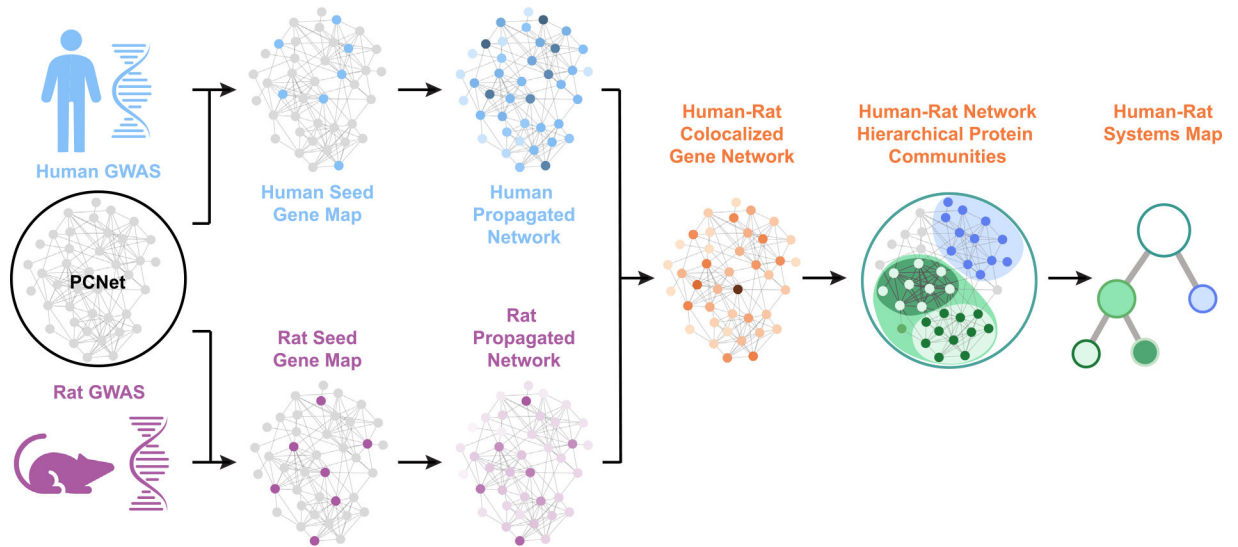 Human GWAS
PCNet
Rat GWAS
Human Seed
Gene Map
Human
Propagated
Network
Rat Seed
Gene Map
Rat
Propagated
Network
Human-Rat
Colocalized
Gene Network
Human-Rat Network
Hierarchical Protein
Communities
Human-Rat
Systems Map